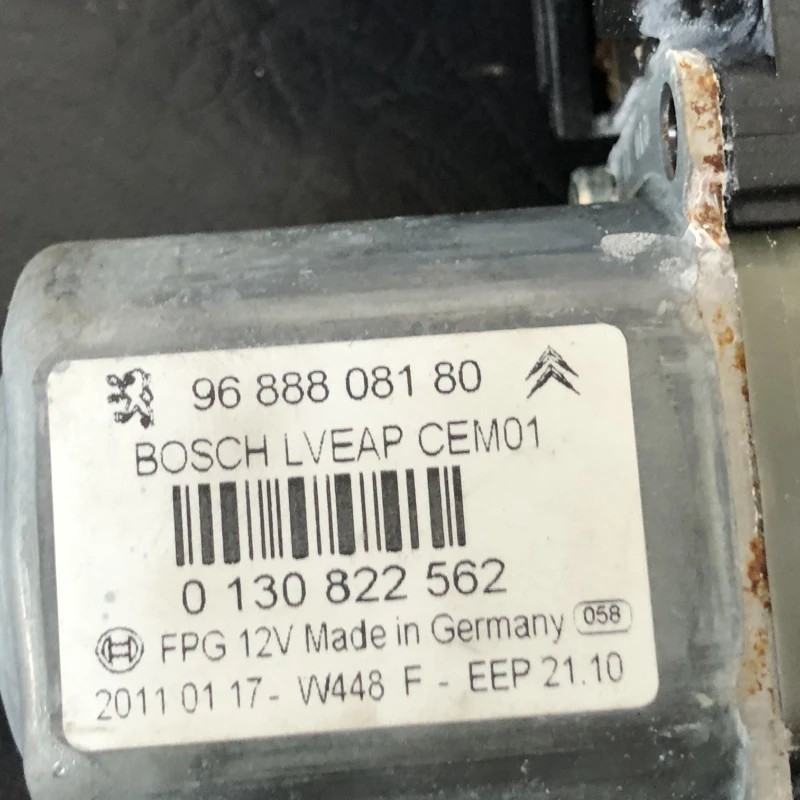 96 888 081 80
BOSCH LVEAP CEM01
0 130 822 562
FPG 12V Made in Germany 058
2011 01 17- W448 F - EEP 21.10